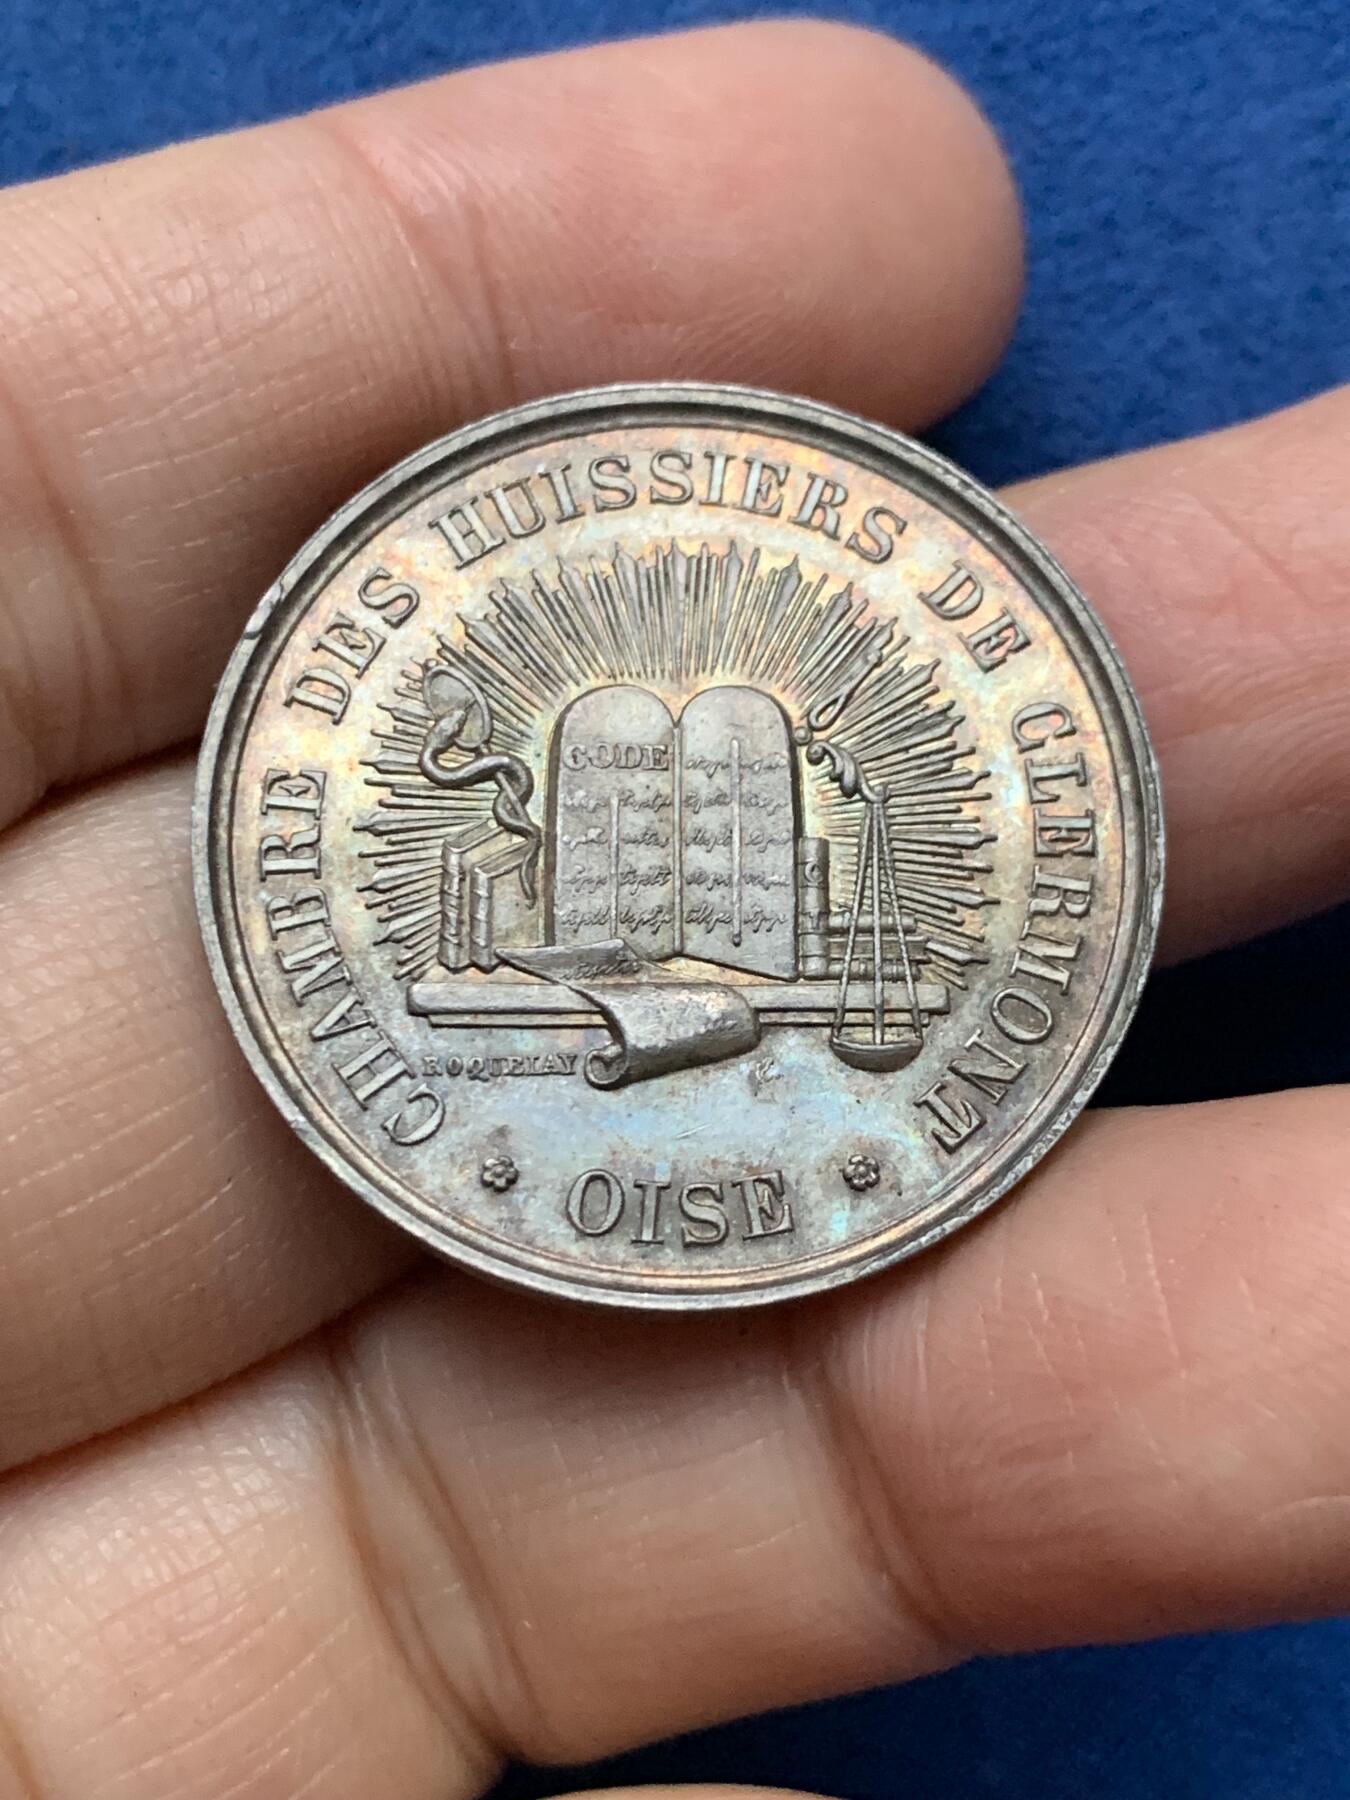 CHAMBRE DES HUISSIERS DE CLERMONT
CODE
ROQUELAY
OISE